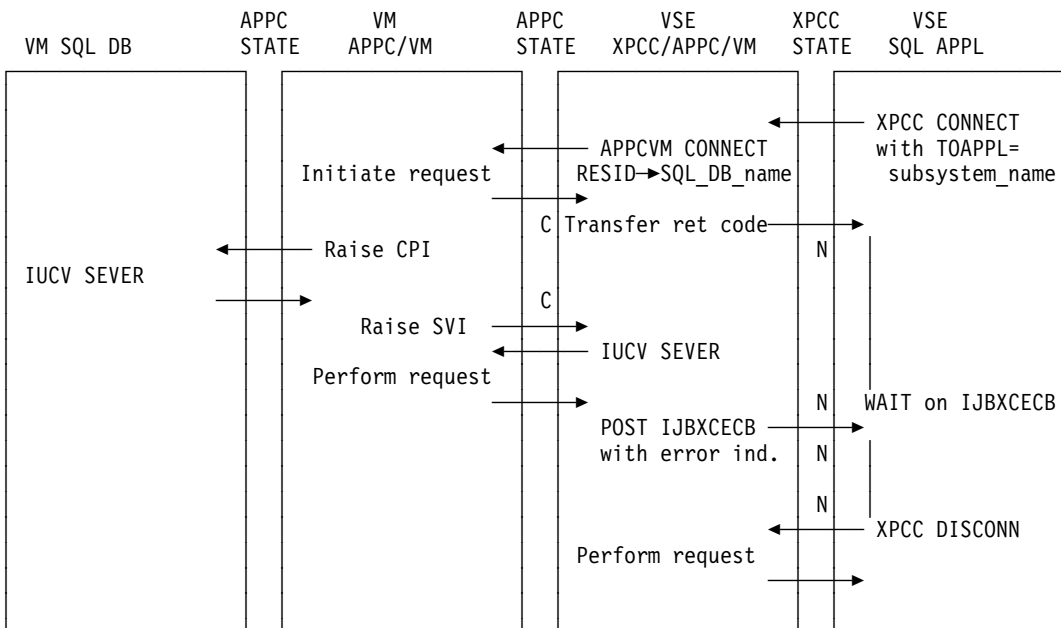 APPC VM APPC VSE XPCC VSE
VM SQL DB STATE APPC/VM STATE XPCC/APPC/VM STATE SQL APPL
XPCC CONNECT
APPCVM CONNECT with TOAPPL=
Initiate request RESID→SQL_DB_name subsystem_name
C Transfer ret code
Raise CPI N
IUCV SEVER
C
Raise SVI
IUCV SEVER
Perform request
N WAIT on IJBXCECB
POST IJBXCECB
with error ind. N
N
XPCC DISCONN
Perform request